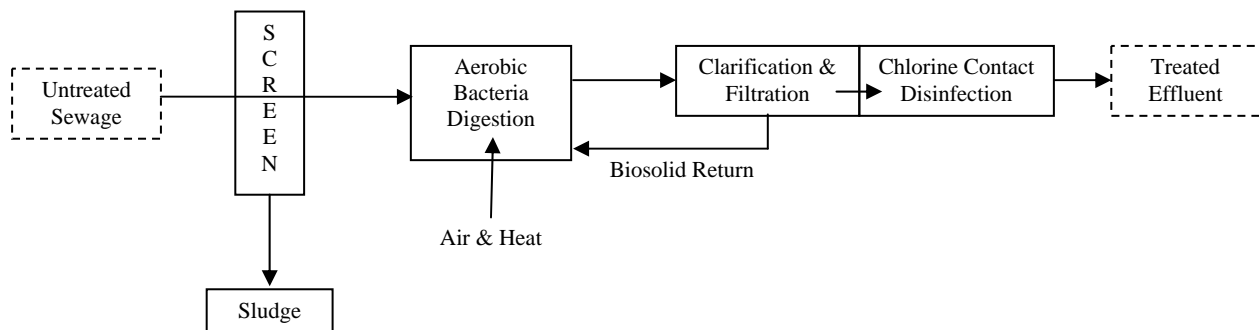 Untreated
Sewage
S
C
R
E
E
N
Sludge
Aerobic
Bacteria
Digestion
Air & Heat
Clarification &
Filtration
Biosolid Return
Chlorine Contact
Disinfection
Treated
Effluent